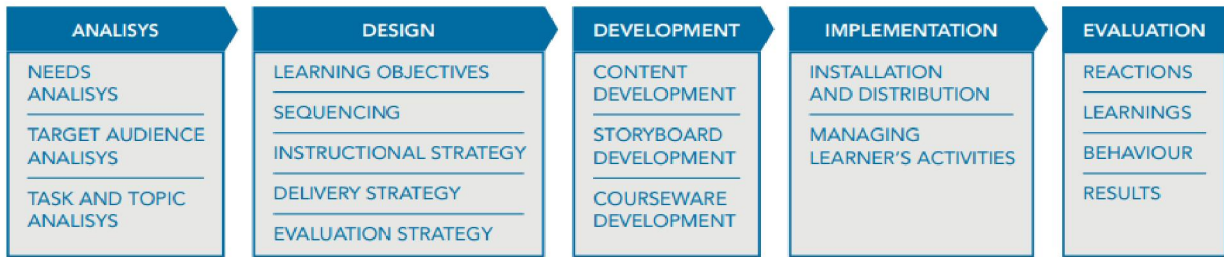 ANALISYS
NEEDS
ANALISYS
TARGET AUDIENCE
ANALISYS
TASK AND TOPIC
ANALISYS
DESIGN
LEARNING OBJECTIVES
SEQUENCING
INSTRUCTIONAL STRATEGY
DELIVERY STRATEGY
EVALUATION STRATEGY
DEVELOPMENT
CONTENT
DEVELOPMENT
STORYBOARD
DEVELOPMENT
COURSEWARE
DEVELOPMENT
IMPLEMENTATION
INSTALLATION
AND DISTRIBUTION
MANAGING
LEARNER'S ACTIVITIES
EVALUATION
REACTIONS
LEARNINGS
BEHAVIOUR
RESULTS